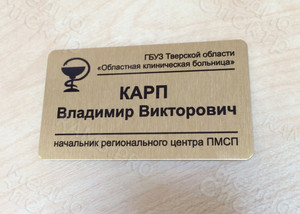 ГБУЗ Тверской области
«Областная клиническая больница»
КАРП
Владимир Викторович
начальник регионального центра ПМСП